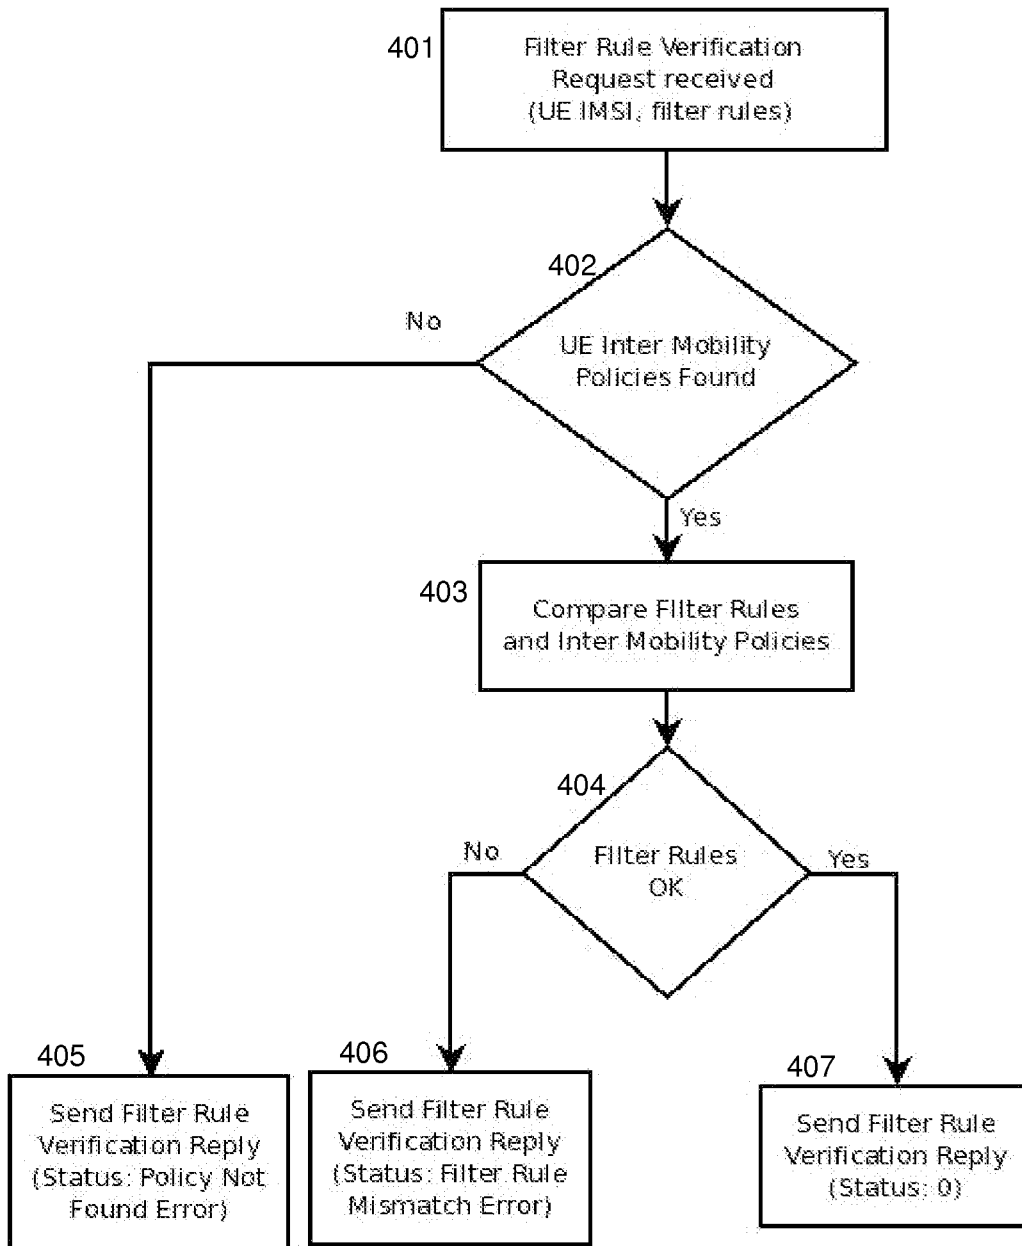 401
Filter Rule Verification
Request received
(UE IMSI, filter rules)
402
No
UE Inter Mobility
Policies Found
Yes
403
Compare Filter Rules
and Inter Mobility Policies
404
No
Filter Rules
OK
Yes
405
Send Filter Rule
Verification Reply
(Status: Policy Not
Found Error)
406
Send Filter Rule
Verification Reply
(Status: Filter Rule
Mismatch Error)
407
Send Filter Rule
Verification Reply
(Status: 0)